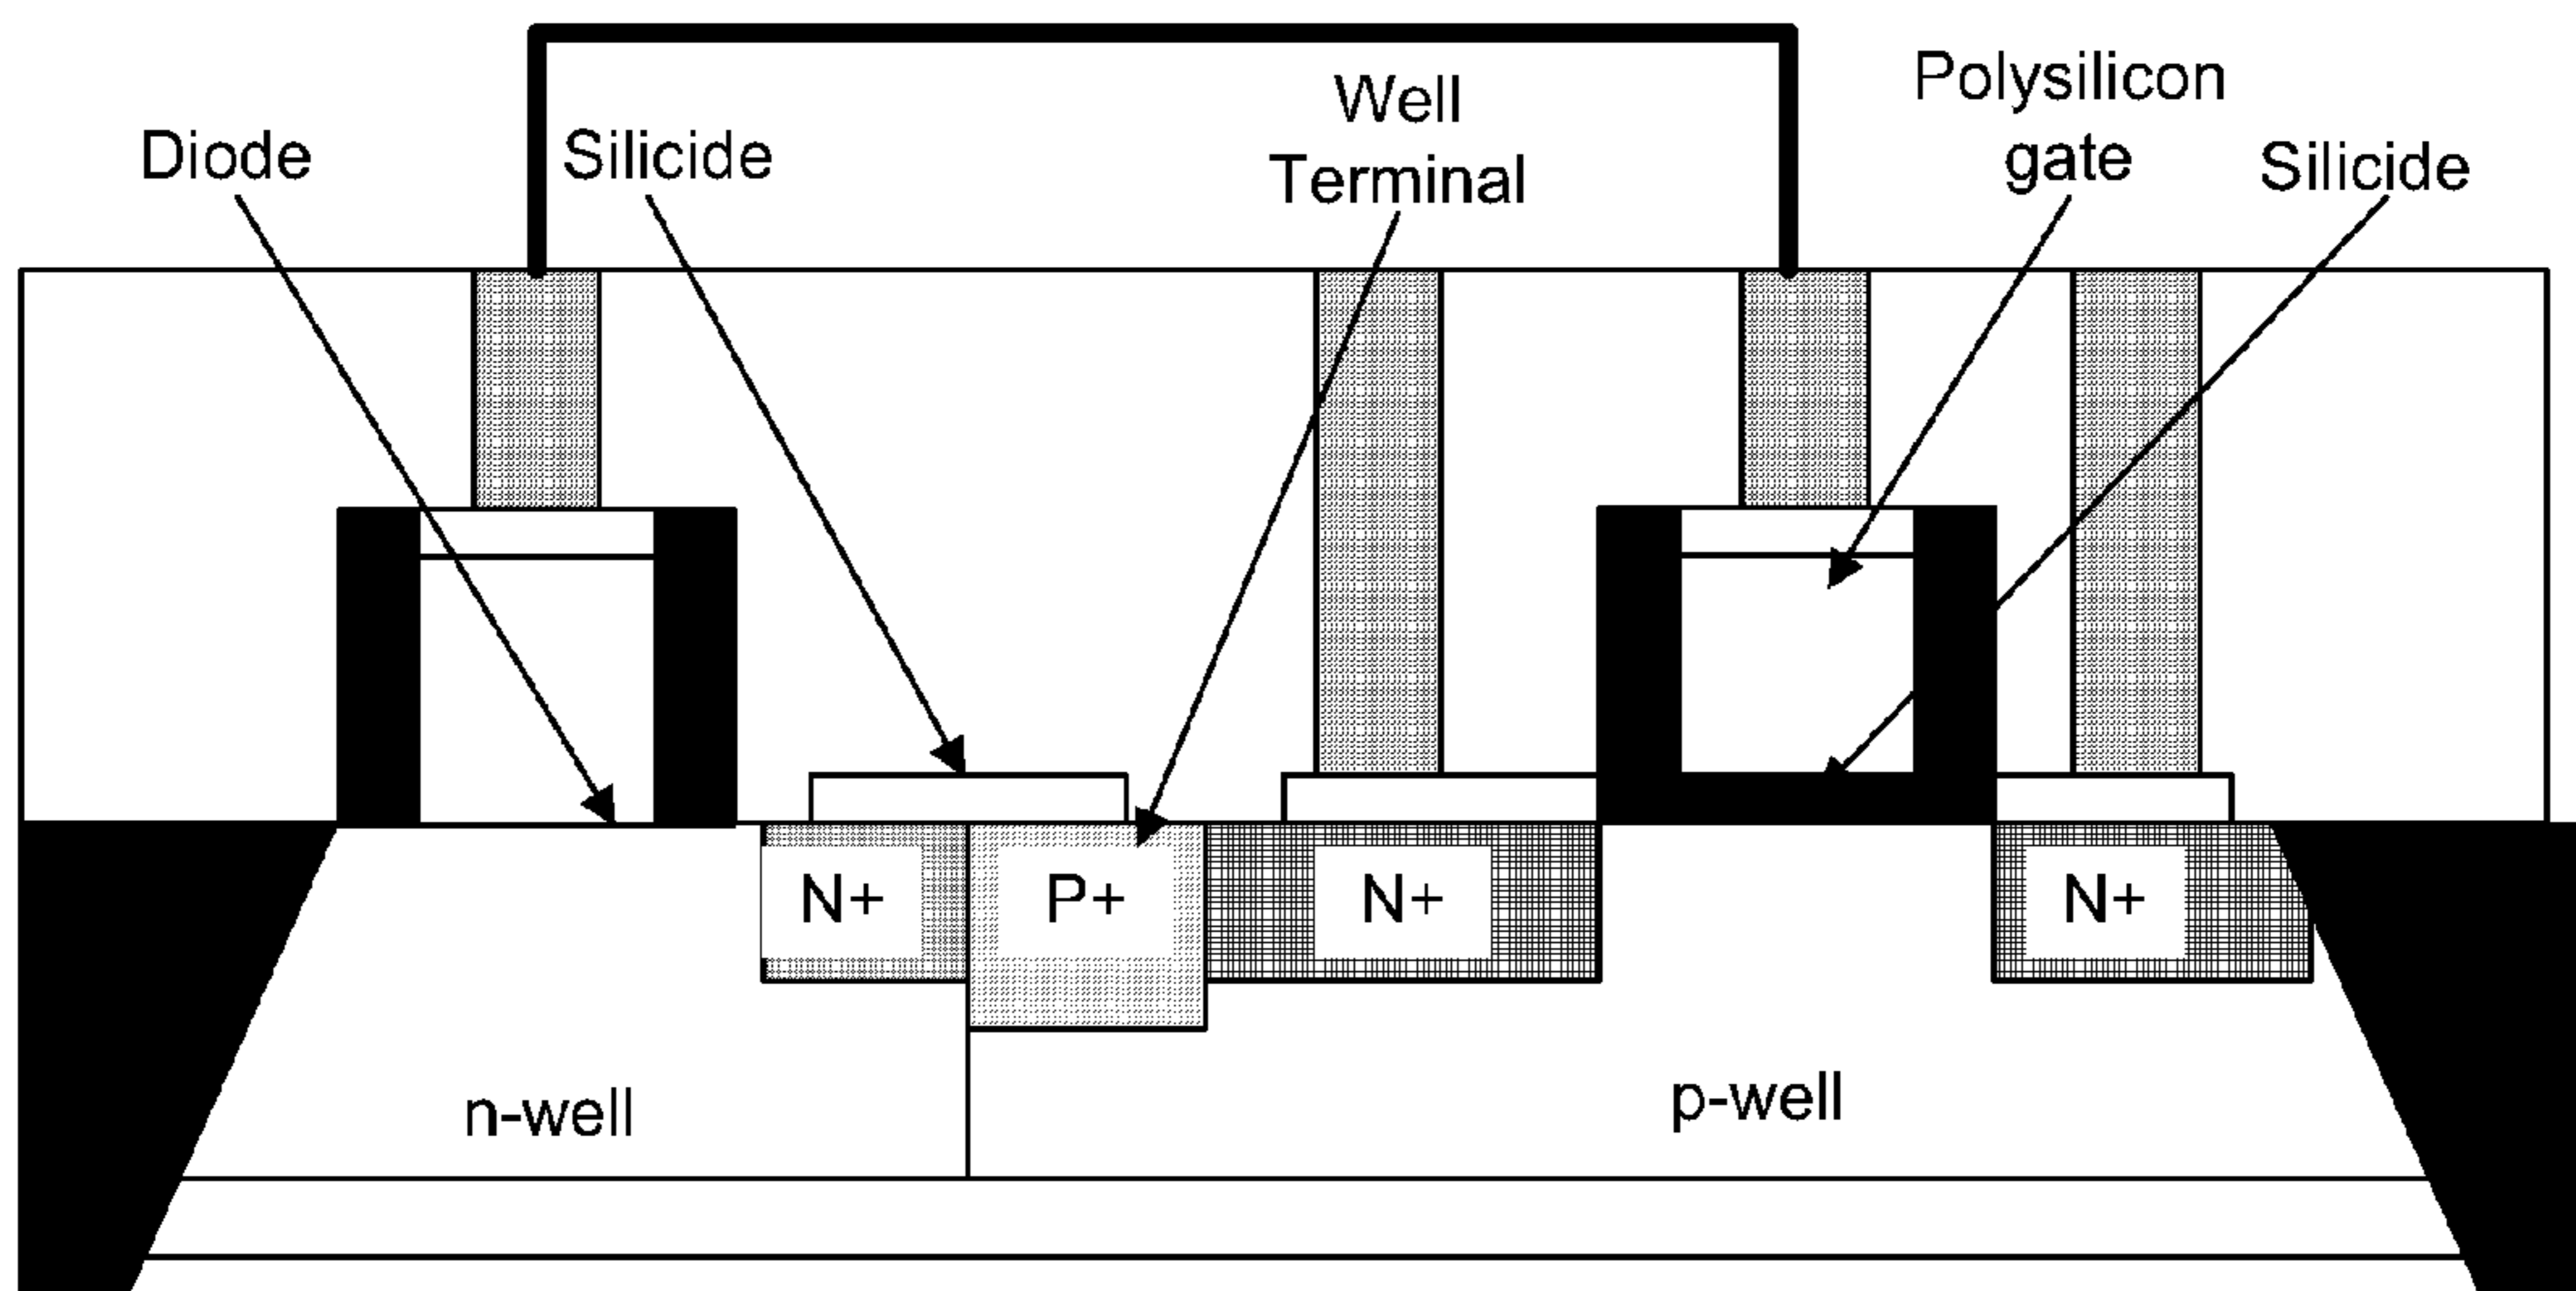 Diode
Silicide
Well
Terminal
Polysilicon
gate
Silicide
N+
P+
N+
N+
n-well
p-well